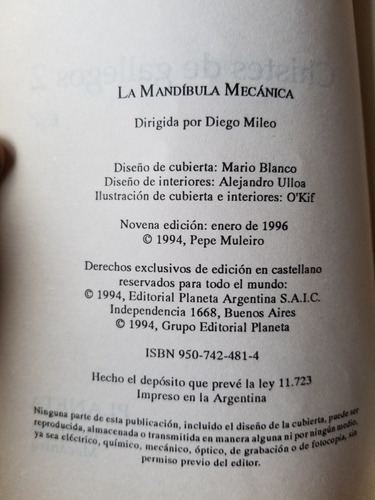 Chistes de gallegos 2
LA MANDÍBULA MECÁNICA
Dirigida por Diego Mileo
Diseño de cubierta: Mario Blanco
Diseño de interiores: Alejandro Ulloa
Ilustración de cubierta e interiores: O'Kif
Novena edición: enero de 1996
© 1994, Pepe Muleiro
Derechos exclusivos de edición en castellano
reservados para todo el mundo:
© 1994, Editorial Planeta Argentina S.A.I.C.
Independencia 1668, Buenos Aires
© 1994, Grupo Editorial Planeta
ISBN 950-742-481-4
Hecho el depósito que prevé la ley 11.723
Impreso en la Argentina
Ninguna parte de esta publicación, incluido el diseño de la cubierta, puede ser
reproducida, almacenada o transmitida en manera alguna ni por ningún medio,
ya sea eléctrico, químico, mecánico, óptico, de grabación o de fotocopia, sin
permiso previo del editor.